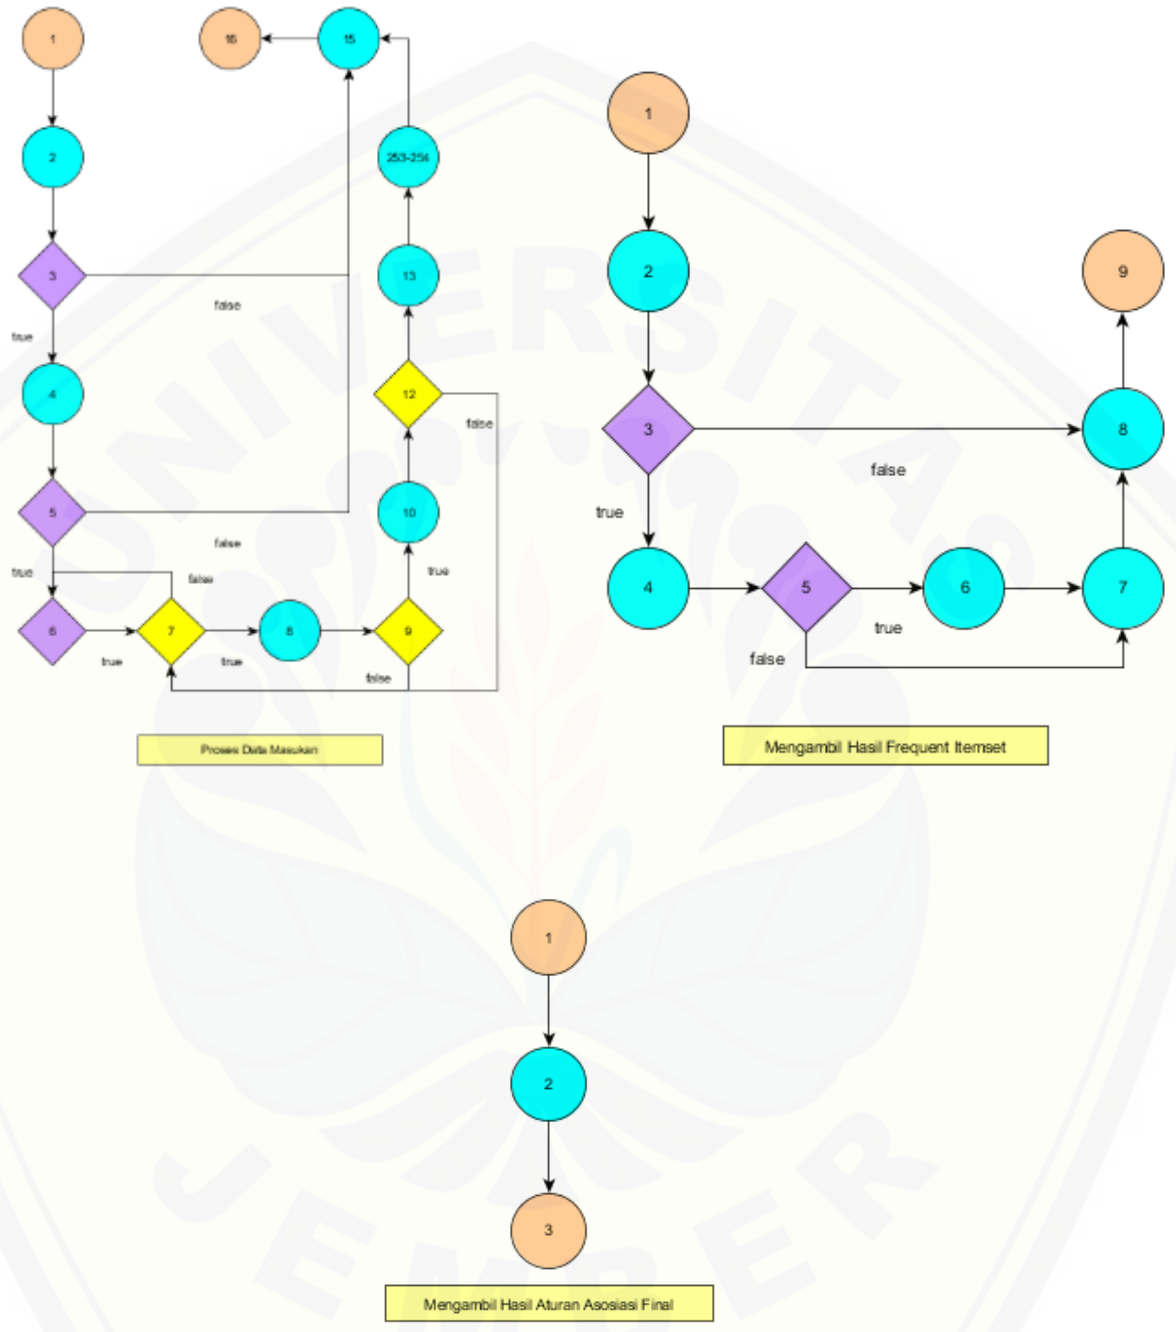 1
16
15
2
253-254
3
false
13
true
4
12
false
5
10
false
true
false
true
6
7
8
9
true
true
false
Proses Data Masukan
1
2
9
3
8
false
true
4
5
6
7
true
false
Mengambil Hasil Frequent Itemset
1
2
3
Mengambil Hasil Aturan Asosiasi Final
UNIVERSITAS
JEMBER